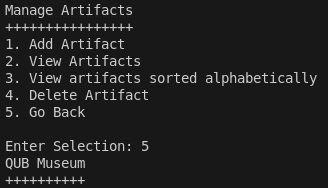 Manage Artifacts
++++++++++++++++
1. Add Artifact
2. View Artifacts
3. View artifacts sorted alphabetically
4. Delete Artifact
5. Go Back
Enter Selection: 5
QUB Museum
++++++++++